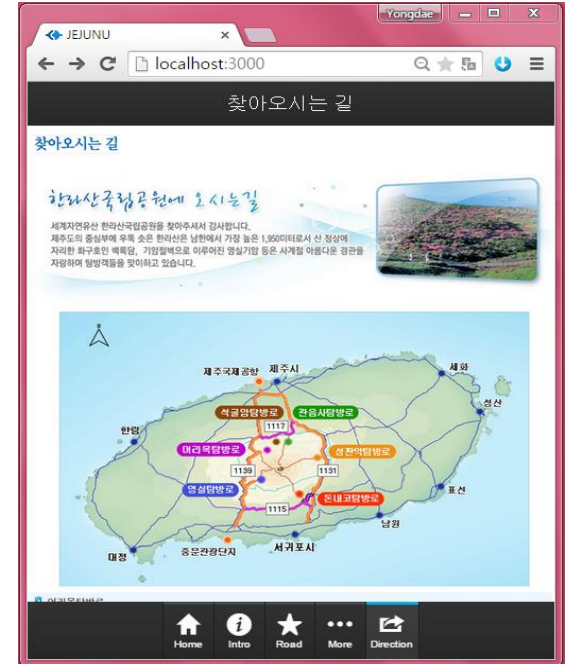 Yongdae
JEJUNU
localhost:3000
찾아오시는 길
찾아오시는 길
한라산국립공원에 오시는길
세계자연유산 한라산국립공원을 찾아주셔서 감사합니다.
제주도의 중심부에 우뚝 솟은 한라산은 남한에서 가장 높은 1,950미터로서 산 정상에
자리한 화구호인 백록담, 기암절벽으로 이루어진 영실기암 등은 사계절 아름다운 경관을
자랑하며 탐방객들을 맞이하고 있습니다.
제주국제공항 제주시
세화
성산
석굴암탐방로 관음사탐방로
1117
한림
어리목탐방로
성판악탐방로
1139
1131
영실탐방로
돈내코탐방로
표선
1115
남원
대정
중문관광단지
서귀포시
어리목탐방로
Home Intro Road More Direction